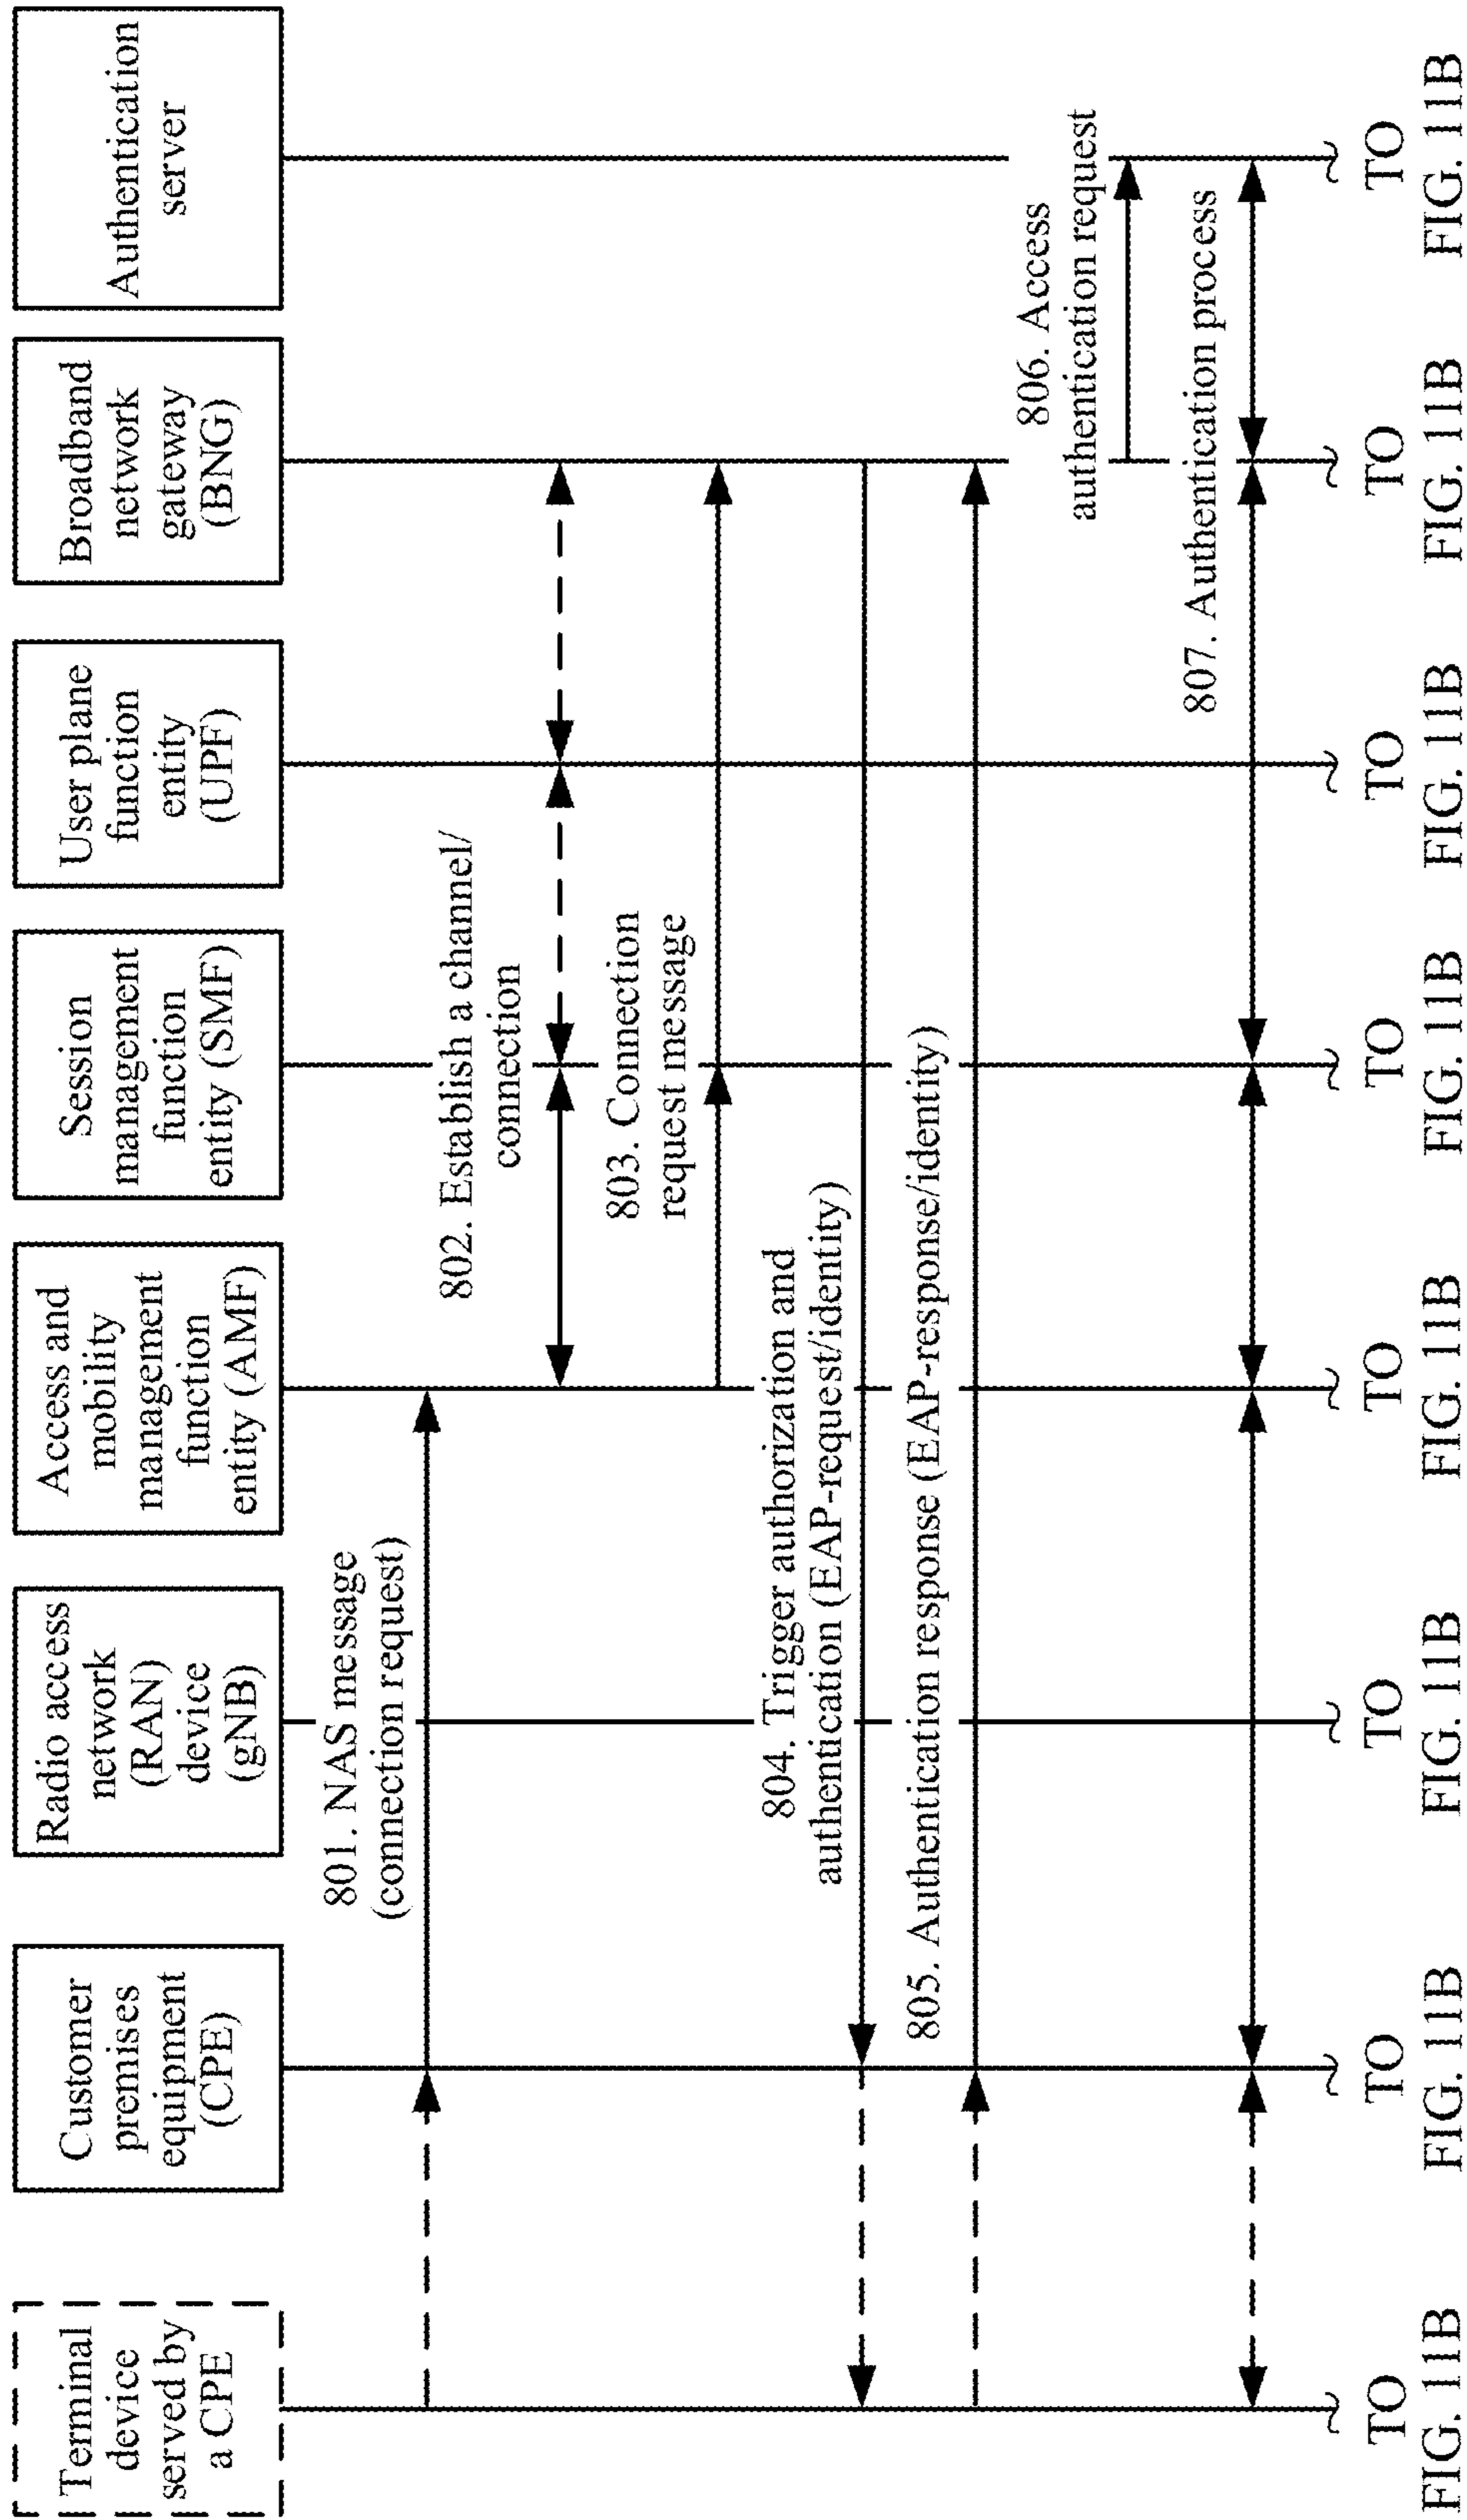 Terminal
device
served by
a CPE
Customer
premises
equipment
(CPE)
Radio access
network
(RAN)
device
(gNB)
Access and
mobility
management
function
entity (AMF)
Session
management
function
entity (SMF)
User plane
function
entity
(UPF)
Broadband
network
gateway
(BNG)
Authentication
server
801. NAS message
(connection request)
802. Establish a channel/
connection
803. Connection
request message
804. Trigger authorization and
authentication (EAP-request/identity)
805. Authentication response (EAP-response/identity)
806. Access
authentication request
807. Authentication process
TO
FIG. 11B
TO
FIG. 11B
TO
FIG. 11B
TO
FIG. 11B
TO
FIG. 11B
TO
FIG. 11B
TO
FIG. 11B
TO
FIG. 11B